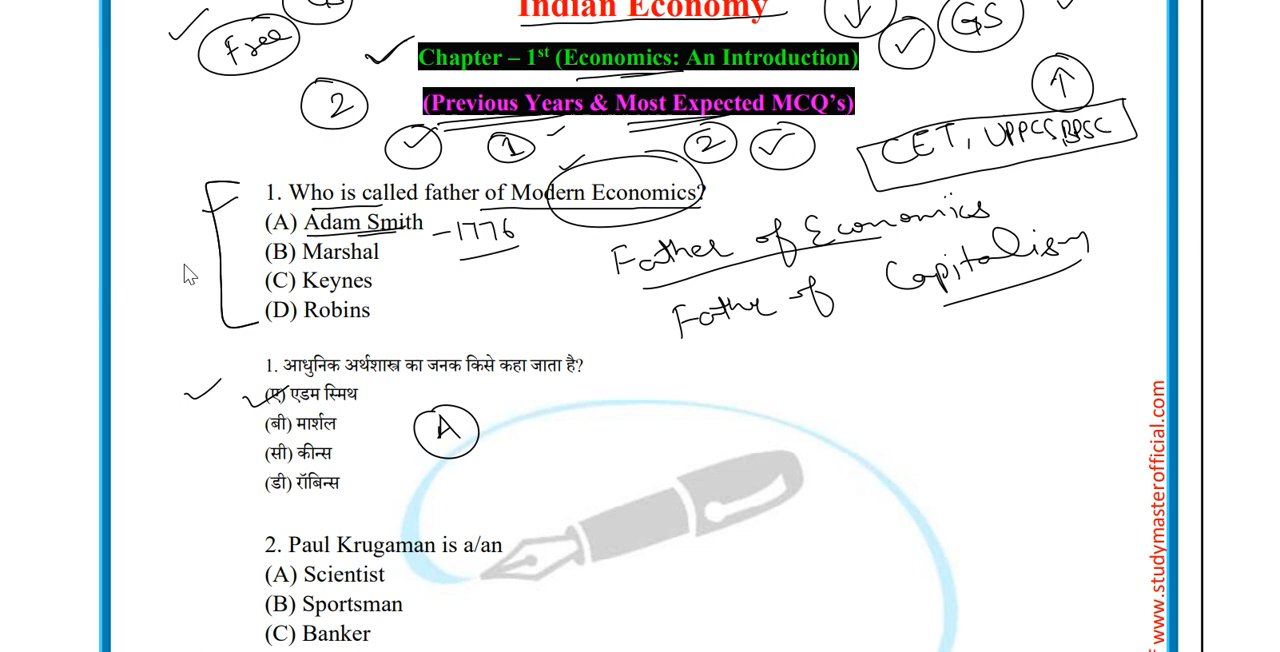 Indian Economy
Free
GS
Chapter – 1st (Economics: An Introduction)
2
(Previous Years & Most Expected MCQ's)
1
2
CET, UPPCS, BPSC
1. Who is called father of Modern Economics?
(A) Adam Smith
-1776
(B) Marshal
(C) Keynes
(D) Robins
Father of Economics
Father of Capitalism
1. आधुनिक अर्थशास्त्र का जनक किसे कहा जाता है?
(ए) एडम स्मिथ
(बी) मार्शल
(सी) कीन्स
(डी) रॉबिन्स
A
2. Paul Krugaman is a/an
(A) Scientist
(B) Sportsman
(C) Banker
www.studymasterofficial.com